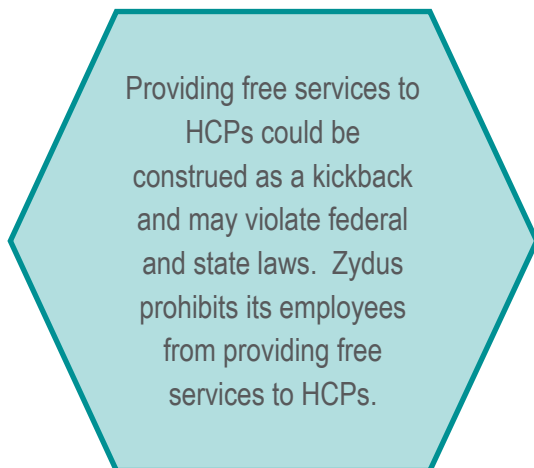 Providing free services to
HCPs could be
construed as a kickback
and may violate federal
and state laws.  Zydus
prohibits its employees
from providing free
services to HCPs.